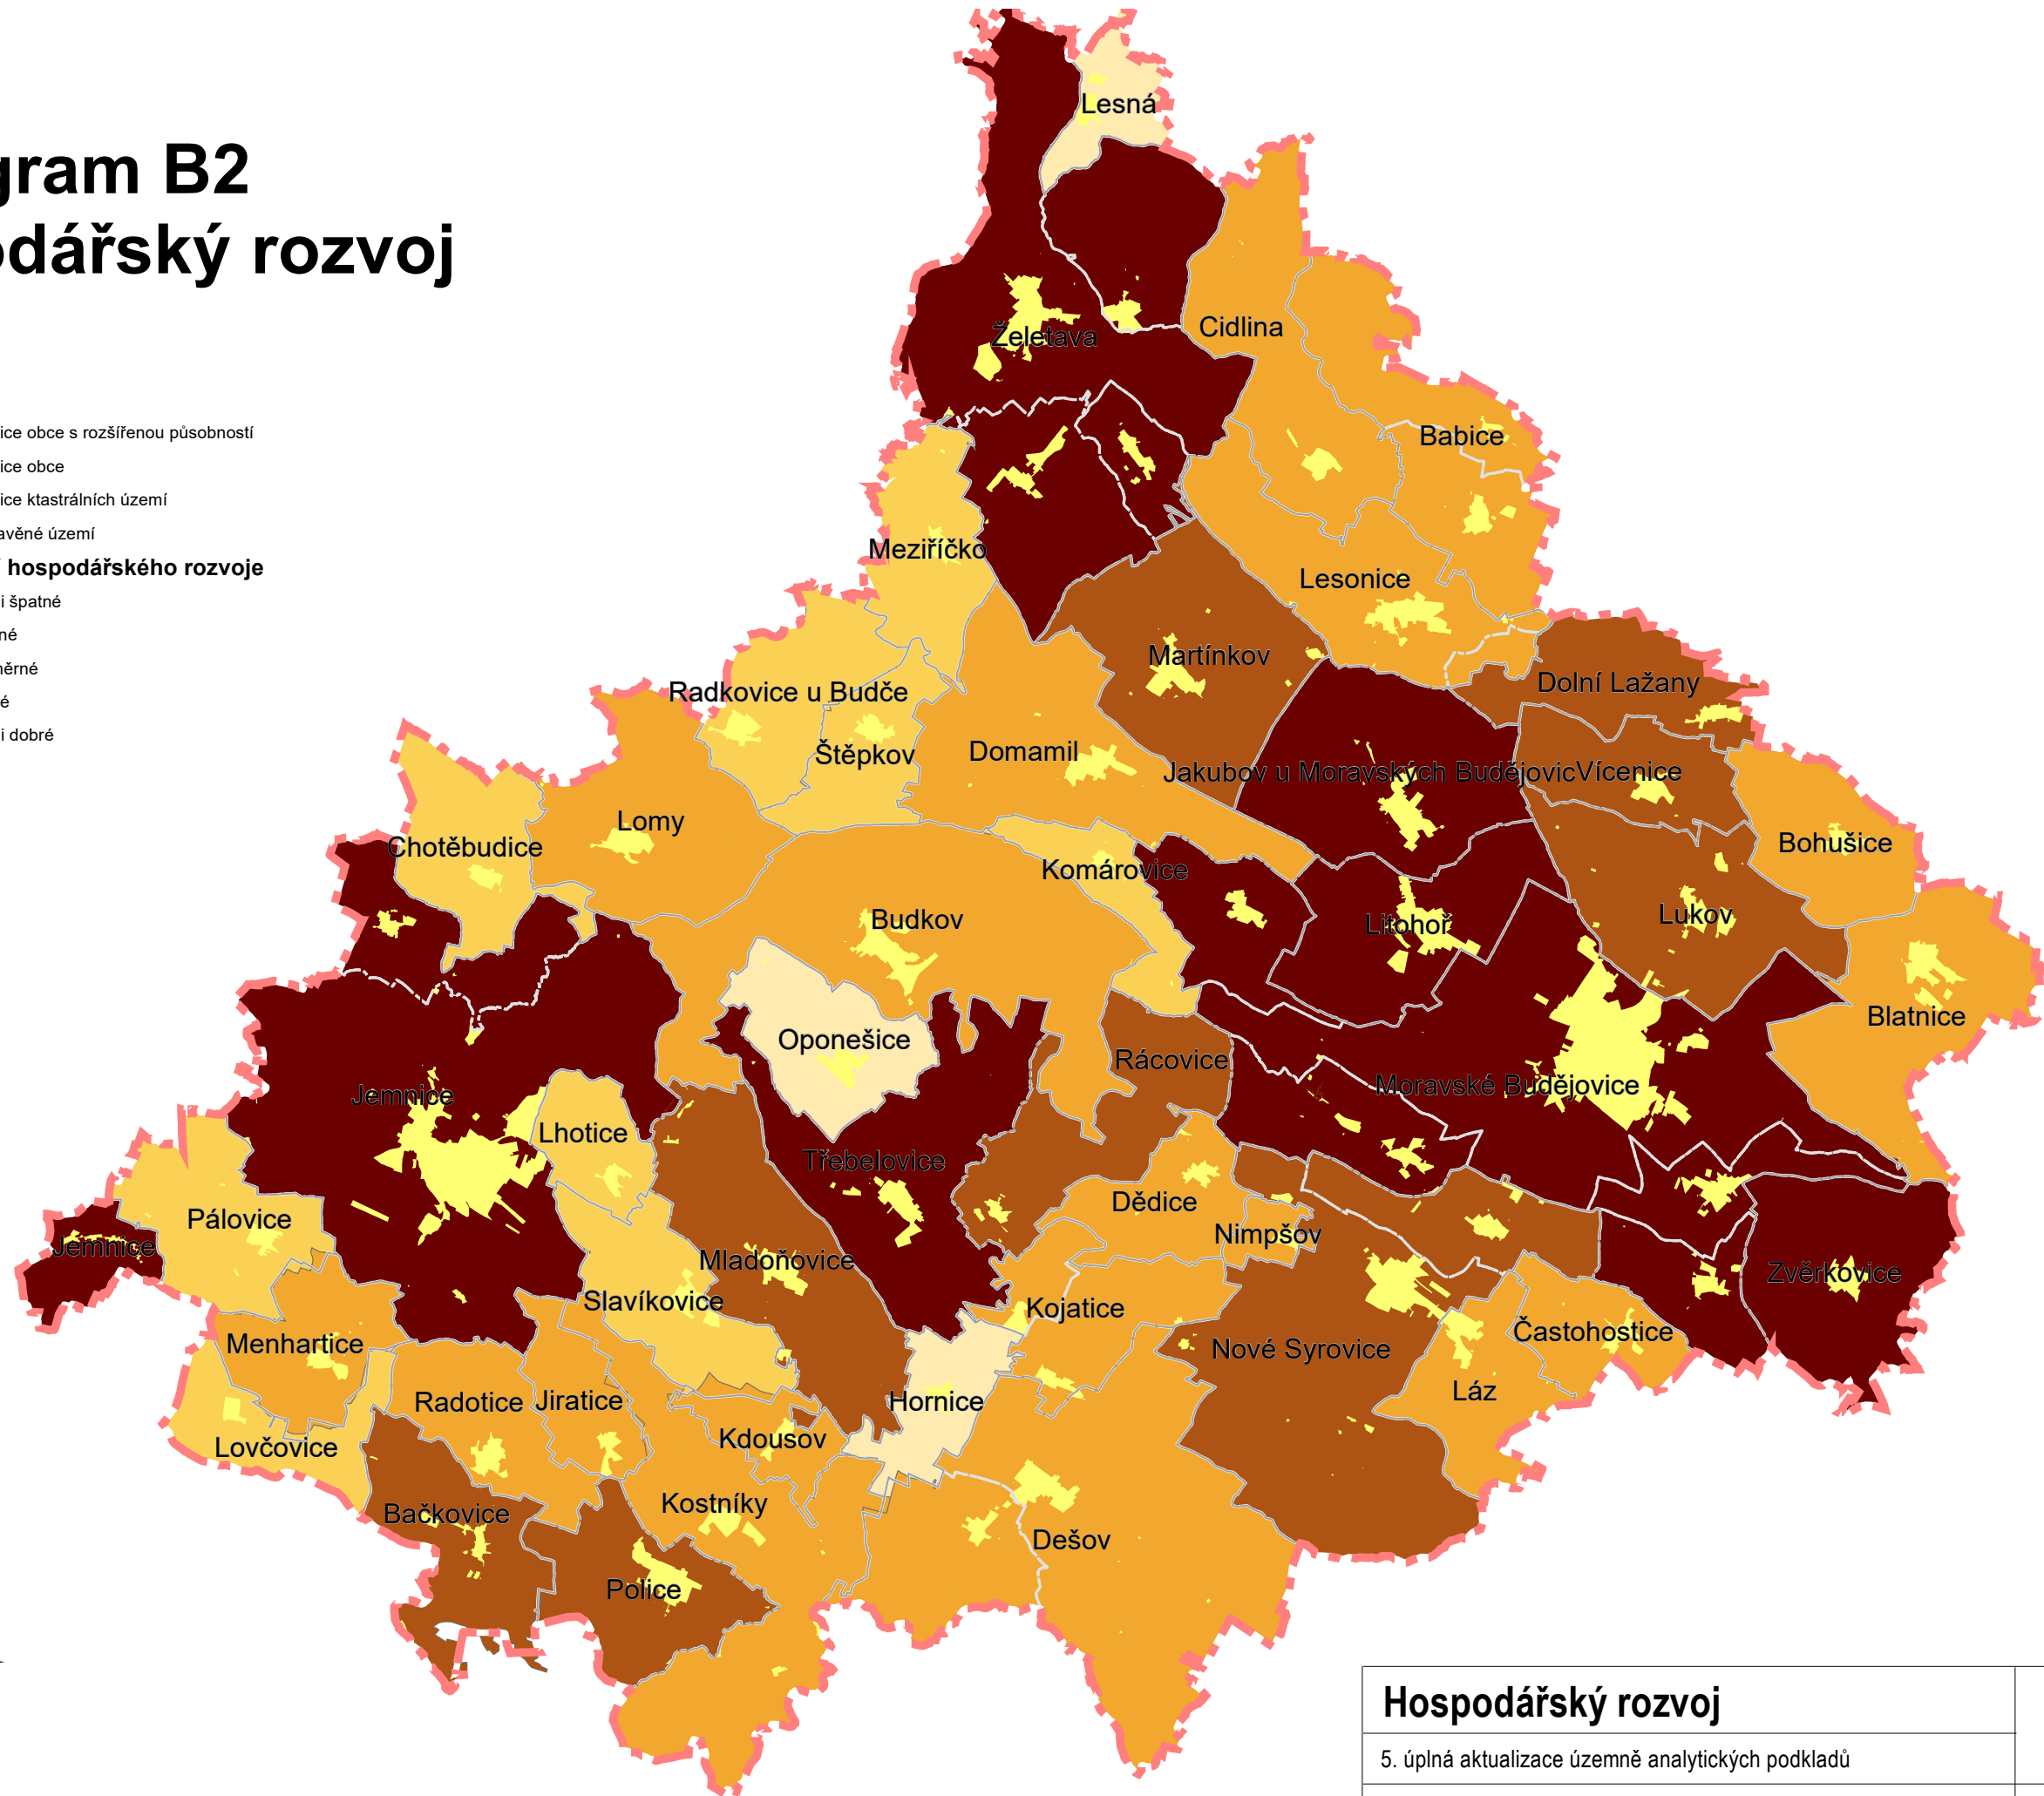 gram B2
odářský rozvoj
ice obce s rozšířenou působností
ice obce
ice ktastrálních území
avěné území
hospodářského rozvoje
i špatné
né
měrné
é
i dobré
Lesná
Želetava
Cidlina
Babice
Meziříčko
Lesonice
Martínkov
Dolní Lažany
Radkovice u Budče
Štěpkov
Domamil
Jakubov u Moravských Budějovic
Vícenice
Lomy
Chotěbudice
Komárovice
Bohušice
Budkov
Litohoř
Lukov
Blatnice
Oponešice
Rácovice
Moravské Budějovice
Jemnice
Lhotice
Třebelovice
Dědice
Nimpšov
Pálovice
Jemnice
Mladoňovice
Zvěrkovice
Slavíkovice
Kojatice
Častohostice
Menhartice
Nové Syrovice
Láz
Radotice
Jiratice
Hornice
Kdousov
Lovčovice
Bačkovice
Kostníky
Dešov
Police
Hospodářský rozvoj
5. úplná aktualizace územně analytických podkladů